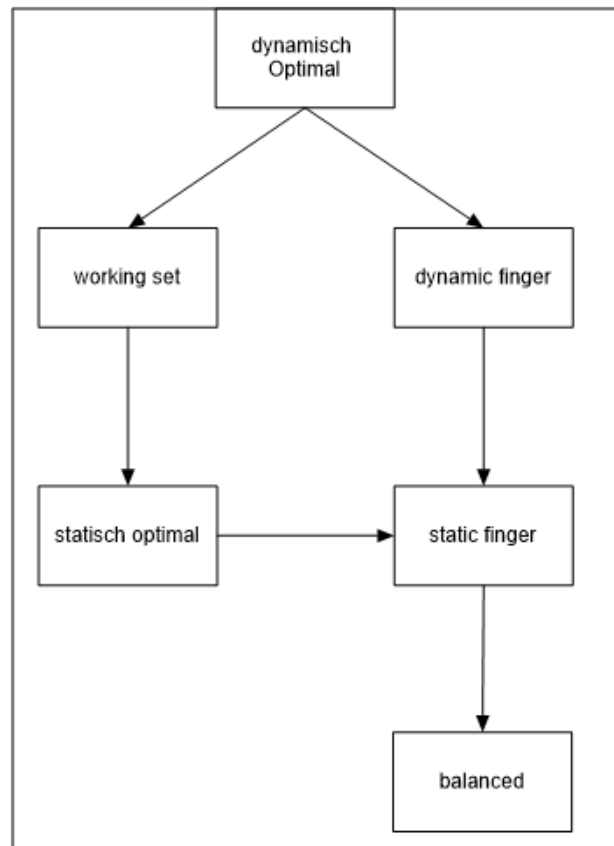 dynamisch
Optimal
working set
dynamic finger
statisch optimal
static finger
balanced